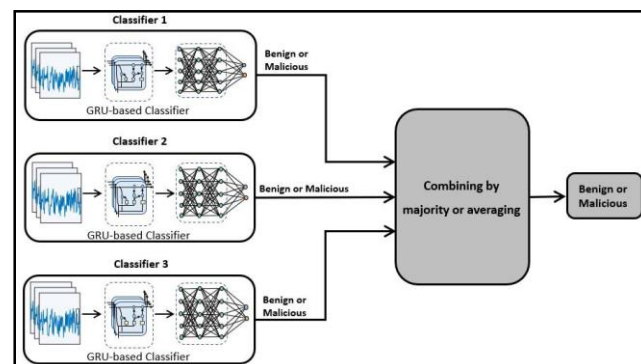 Classifier 1
GRU-based Classifier
Benign or
Malicious
Classifier 2
GRU-based Classifier
Benign or Malicious
Classifier 3
GRU-based Classifier
Benign or
Malicious
Combining by
majority or averaging
Benign or
Malicious